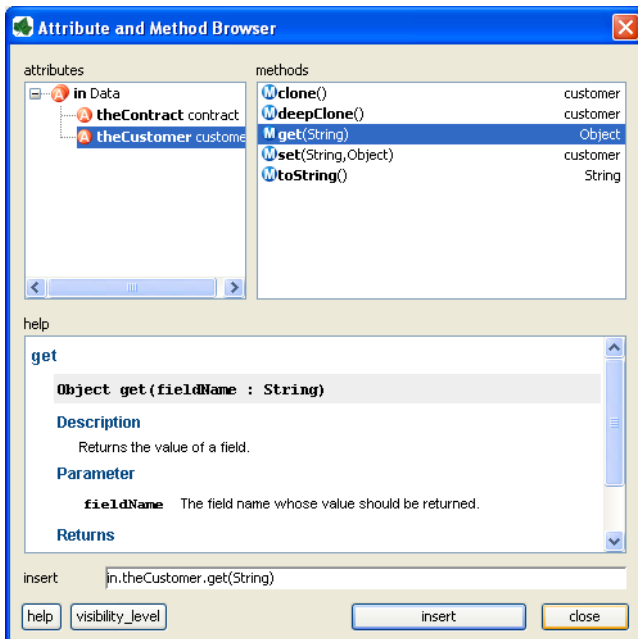 Attribute and Method Browser
attributes
in Data
theContract contract
theCustomer custome
methods
clone() customer
deepClone() customer
get(String) Object
set(String,Object) customer
toString() String
help
get
Object get(fieldName : String)
Description
Returns the value of a field.
Parameter
fieldName The field name whose value should be returned.
Returns
insert in.theCustomer.get(String)
help visibility_level insert close